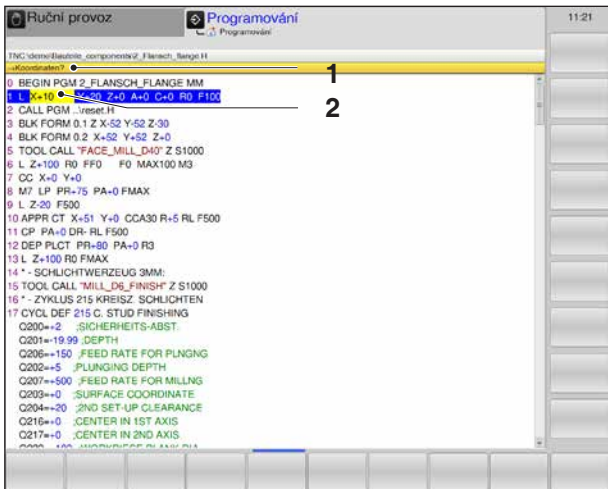 Ruční provoz
Programování
Programování
11:21
TNC:\demo\Bauteile_components\2_Flansch_flange.H
→Koordinaten?
1
0 BEGIN PGM 2_FLANSCH_FLANGE MM
1 L X+10 Y+20 Z+0 A+0 C+0 R0 F100
2
2 CALL PGM ..\reset.H
3 BLK FORM 0.1 Z X-52 Y-52 Z-30
4 BLK FORM 0.2 X+52 Y+52 Z+0
5 TOOL CALL "FACE_MILL_D40" Z S1000
6 L Z+100 R0 FF0 F0 MAX100 M3
7 CC X+0 Y+0
8 M7 LP PR+75 PA+0 FMAX
9 L Z-20 F500
10 APPR CT X+51 Y+0 CCA30 R+5 RL F500
11 CP PA+0 DR- RL F500
12 DEP PLCT PR+80 PA+0 R3
13 L Z+100 R0 FMAX
14 * - SCHLICHTWERZEUG 3MM:
15 TOOL CALL "MILL_D6_FINISH" Z S1000
16 * - ZYKLUS 215 KREISZ. SCHLICHTEN
17 CYCL DEF 215 C. STUD FINISHING
Q200=+2 ;SICHERHEITS-ABST.
Q201=-19.99 ;DEPTH
Q206=+150 ;FEED RATE FOR PLNGNG
Q202=+5 ;PLUNGING DEPTH
Q207=+500 ;FEED RATE FOR MILLNG
Q203=+0 ;SURFACE COORDINATE
Q204=+20 ;2ND SET-UP CLEARANCE
Q216=+0 ;CENTER IN 1ST AXIS
Q217=+0 ;CENTER IN 2ND AXIS